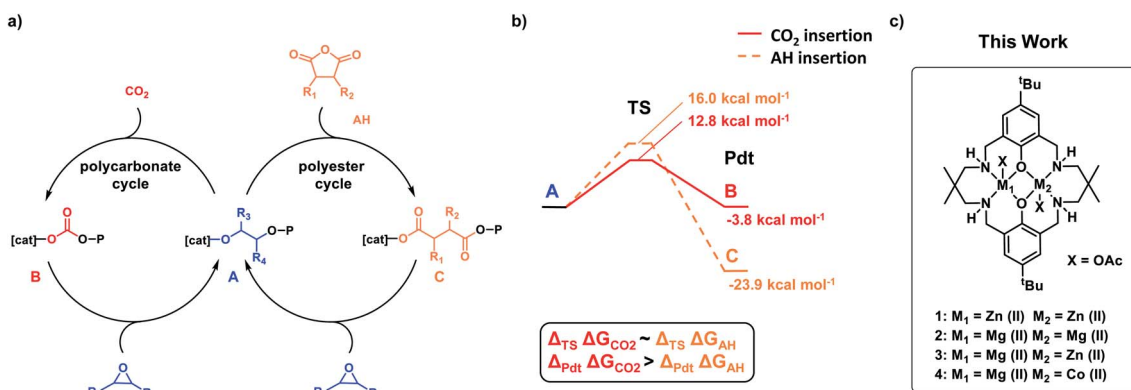 a)
CO2
O
O
O
R1
R2
AH
polycarbonate
cycle
polyester
cycle
[cat]
O
O
O
O–P
B
[cat]
O
R3
O–P
R4
A
[cat]
O
O
R2
R1
O
O–P
C
O
O
b)
CO2 insertion
AH insertion
TS
16.0 kcal mol-1
12.8 kcal mol-1
Pdt
A
B
-3.8 kcal mol-1
C
-23.9 kcal mol-1
ΔTS ΔGCO2 ~ ΔTS ΔGAH
ΔPdt ΔGCO2 > ΔPdt ΔGAH
c)
This Work
tBu
H
N
X
O
N
H
M1
M2
N
H
O
X
N
H
tBu
X = OAc
1: M1 = Zn (II) M2 = Zn (II)
2: M1 = Mg (II) M2 = Mg (II)
3: M1 = Mg (II) M2 = Zn (II)
4: M1 = Mg (II) M2 = Co (II)